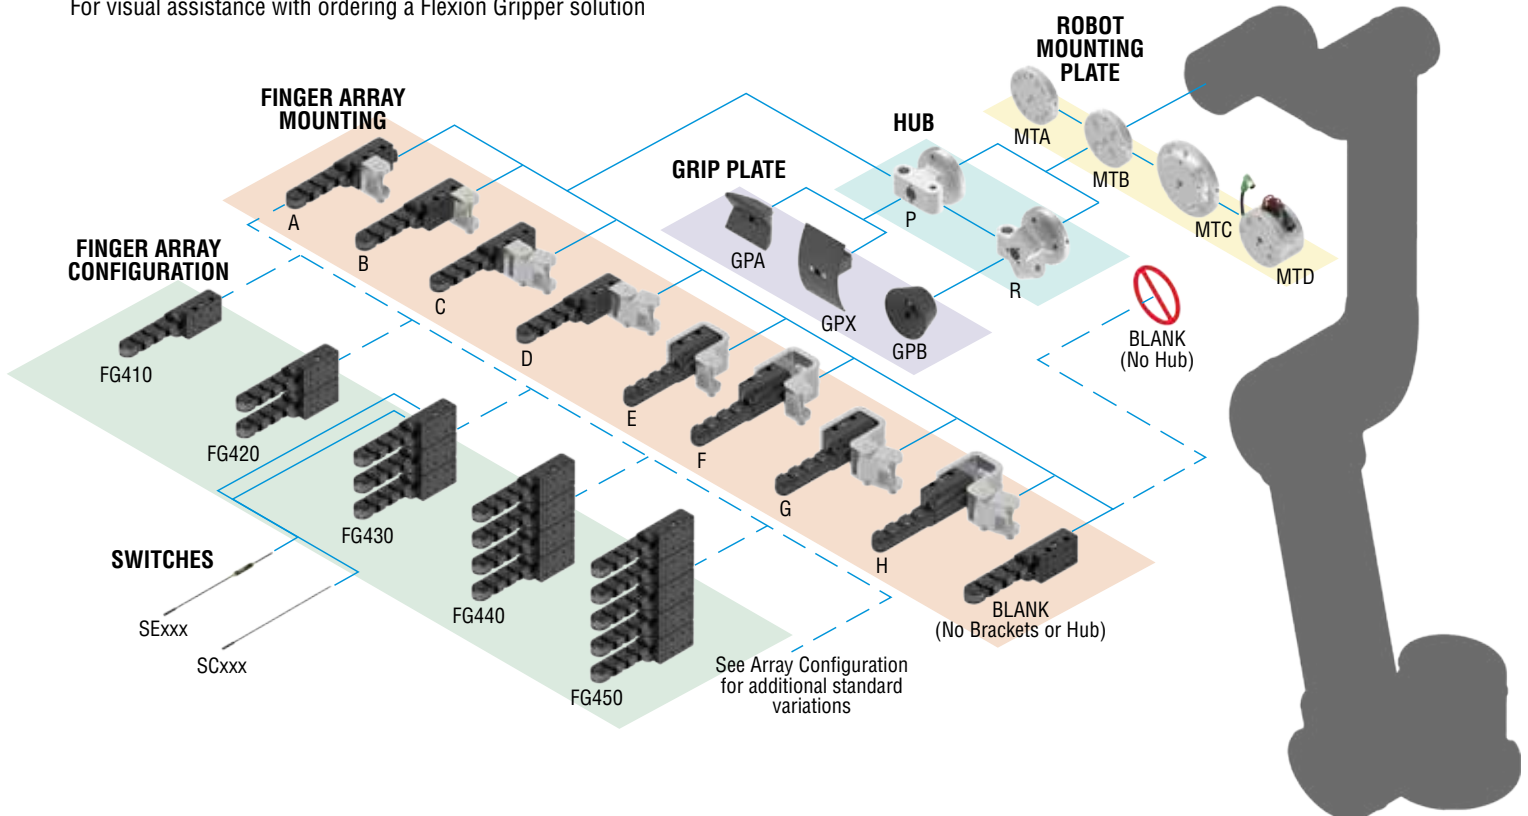 For visual assistance with ordering a Flexion Gripper solution
ROBOT
MOUNTING
PLATE
FINGER ARRAY
MOUNTING
HUB
GRIP PLATE
MTA
MTB
MTC
MTD
P
R
GPA
GPX
GPB
BLANK
(No Hub)
A
B
C
D
E
F
G
H
BLANK
(No Brackets or Hub)
FINGER ARRAY
CONFIGURATION
FG410
FG420
FG430
FG440
FG450
SWITCHES
SExxx
SCxxx
See Array Configuration
for additional standard
variations